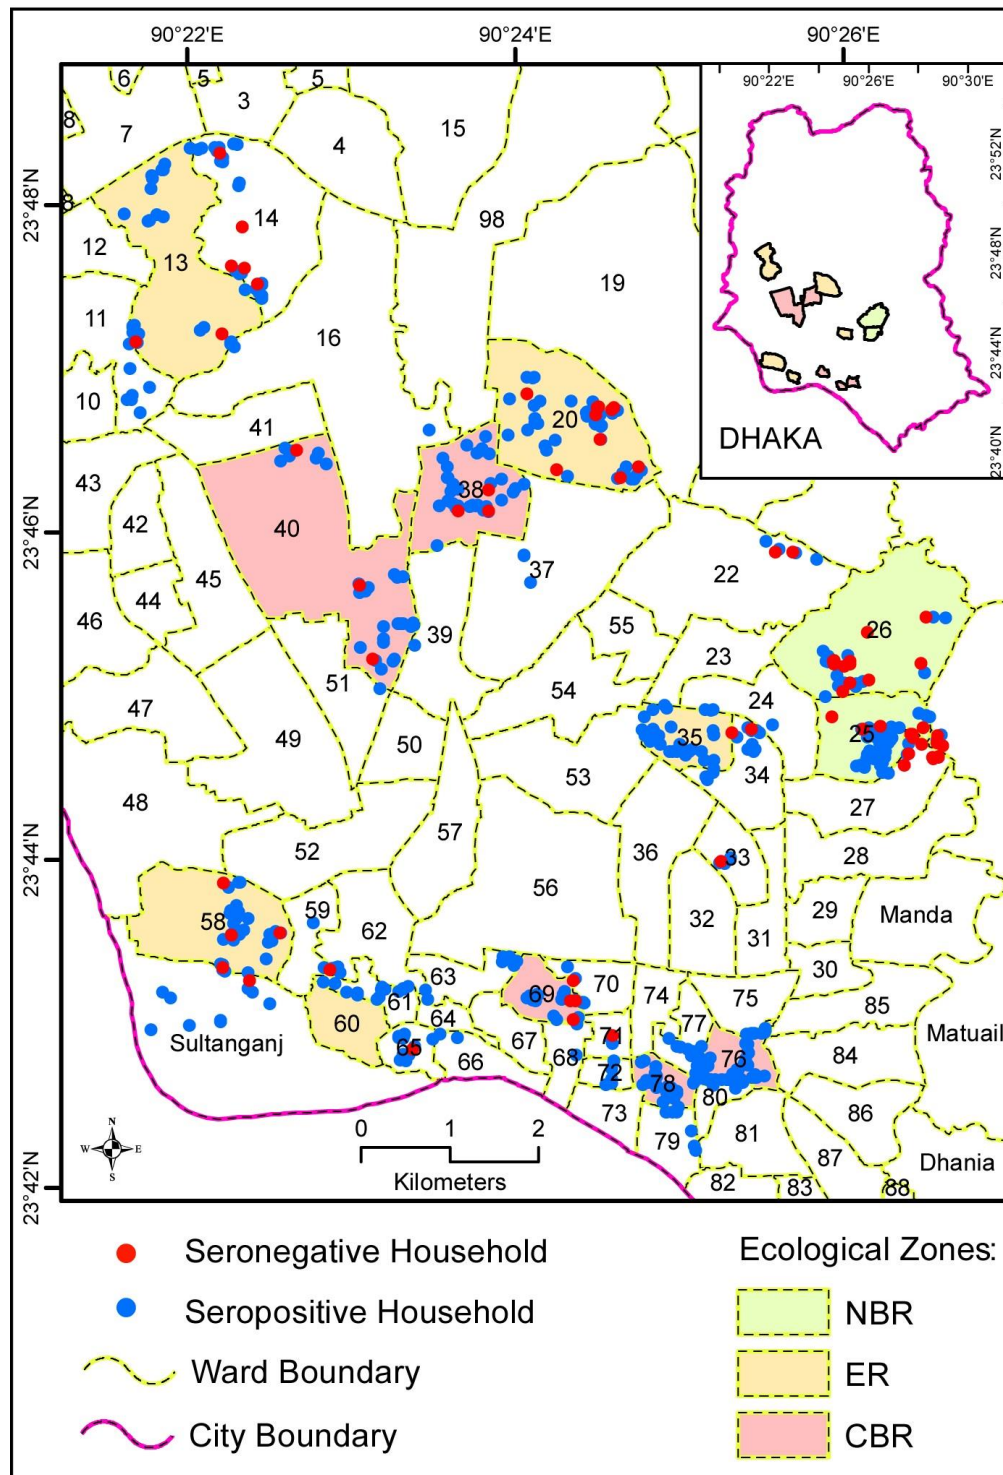 90°22'E 90°24'E 90°26'E
90°22'E 90°26'E 90°30'E
6 5 5
3
8 7 4 15
23°52'N
23°48'N
8 14 98
12 13 19
23°48'N
11 16
23°44'N
10 41 20
DHAKA
23°40'N
43 38
42 40
23°46'N
45 37 22
44 46 39 55 26
23
51 54 24
47 49 50 35 25
53 34
48 27
57
52 36 33 28
23°44'N
56
58 59 32 29 Manda
62 31
63 70 30
69 74 75 85
61
60 64 77 Matuail
Sultanganj 65 66 67 68 71 76 84
72 78
80
73 86
79 81
87 Dhania
82 83 88
23°42'N
N
W E
S
0 1 2
Kilometers
Seronegative Household
Seropositive Household
Ward Boundary
City Boundary
Ecological Zones:
NBR
ER
CBR